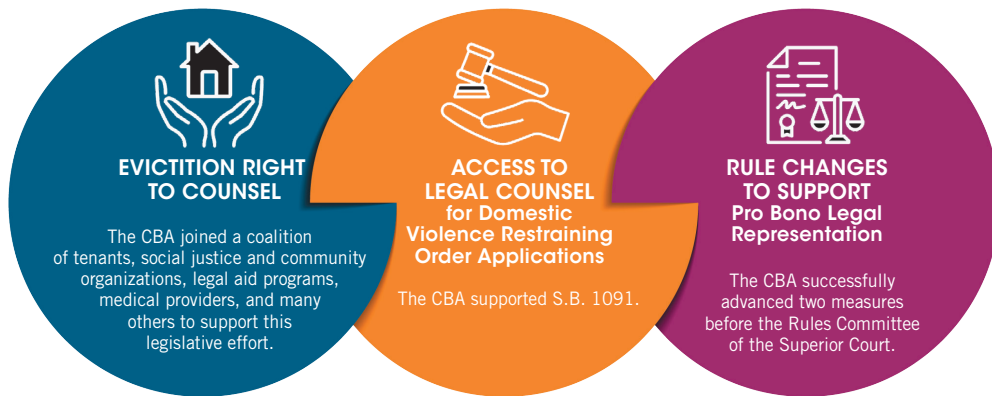 EVICTITION RIGHT
TO COUNSEL
The CBA joined a coalition
of tenants, social justice and community
organizations, legal aid programs,
medical providers, and many
others to support this
legislative effort.
ACCESS TO
LEGAL COUNSEL
for Domestic
Violence Restraining
Order Applications
The CBA supported S.B. 1091.
RULE CHANGES
TO SUPPORT
Pro Bono Legal
Representation
The CBA successfully
advanced two measures
before the Rules Committee
of the Superior Court.